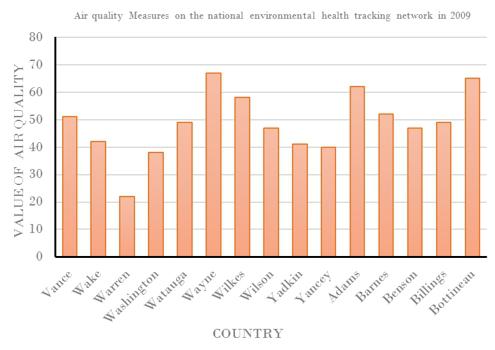 Air quality Measures on the national environmental health tracking network in 2009
VALUE OF AIR QUALITY
80
70
60
50
40
30
20
10
0
Vance
Wake
Warren
Washington
Watauga
Wayne
Wilkes
Wilson
Yadkin
Yancey
Adams
Barnes
Benson
Billings
Bottineau
COUNTRY